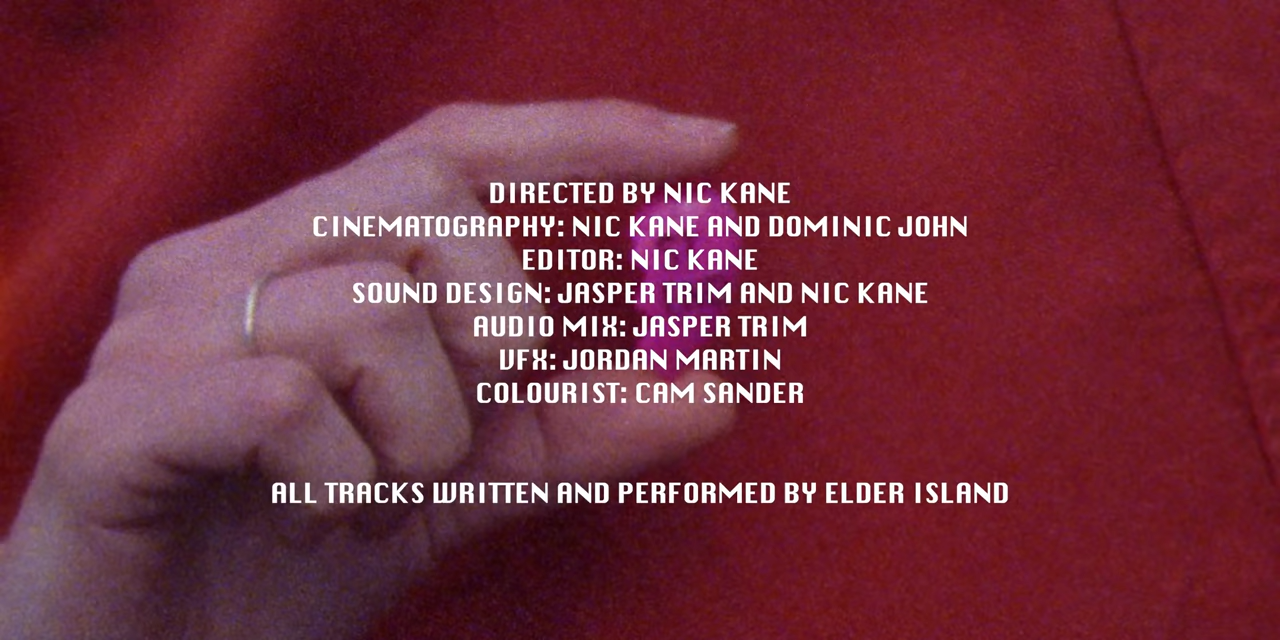 DIRECTED BY NIC KANE
CINEMATOGRAPHY: NIC KANE AND DOMINIC JOHN
EDITOR: NIC KANE
SOUND DESIGN: JASPER TRIM AND NIC KANE
AUDIO MIX: JASPER TRIM
VFX: JORDAN MARTIN
COLOURIST: CAM SANDER
ALL TRACKS WRITTEN AND PERFORMED BY ELDER ISLAND